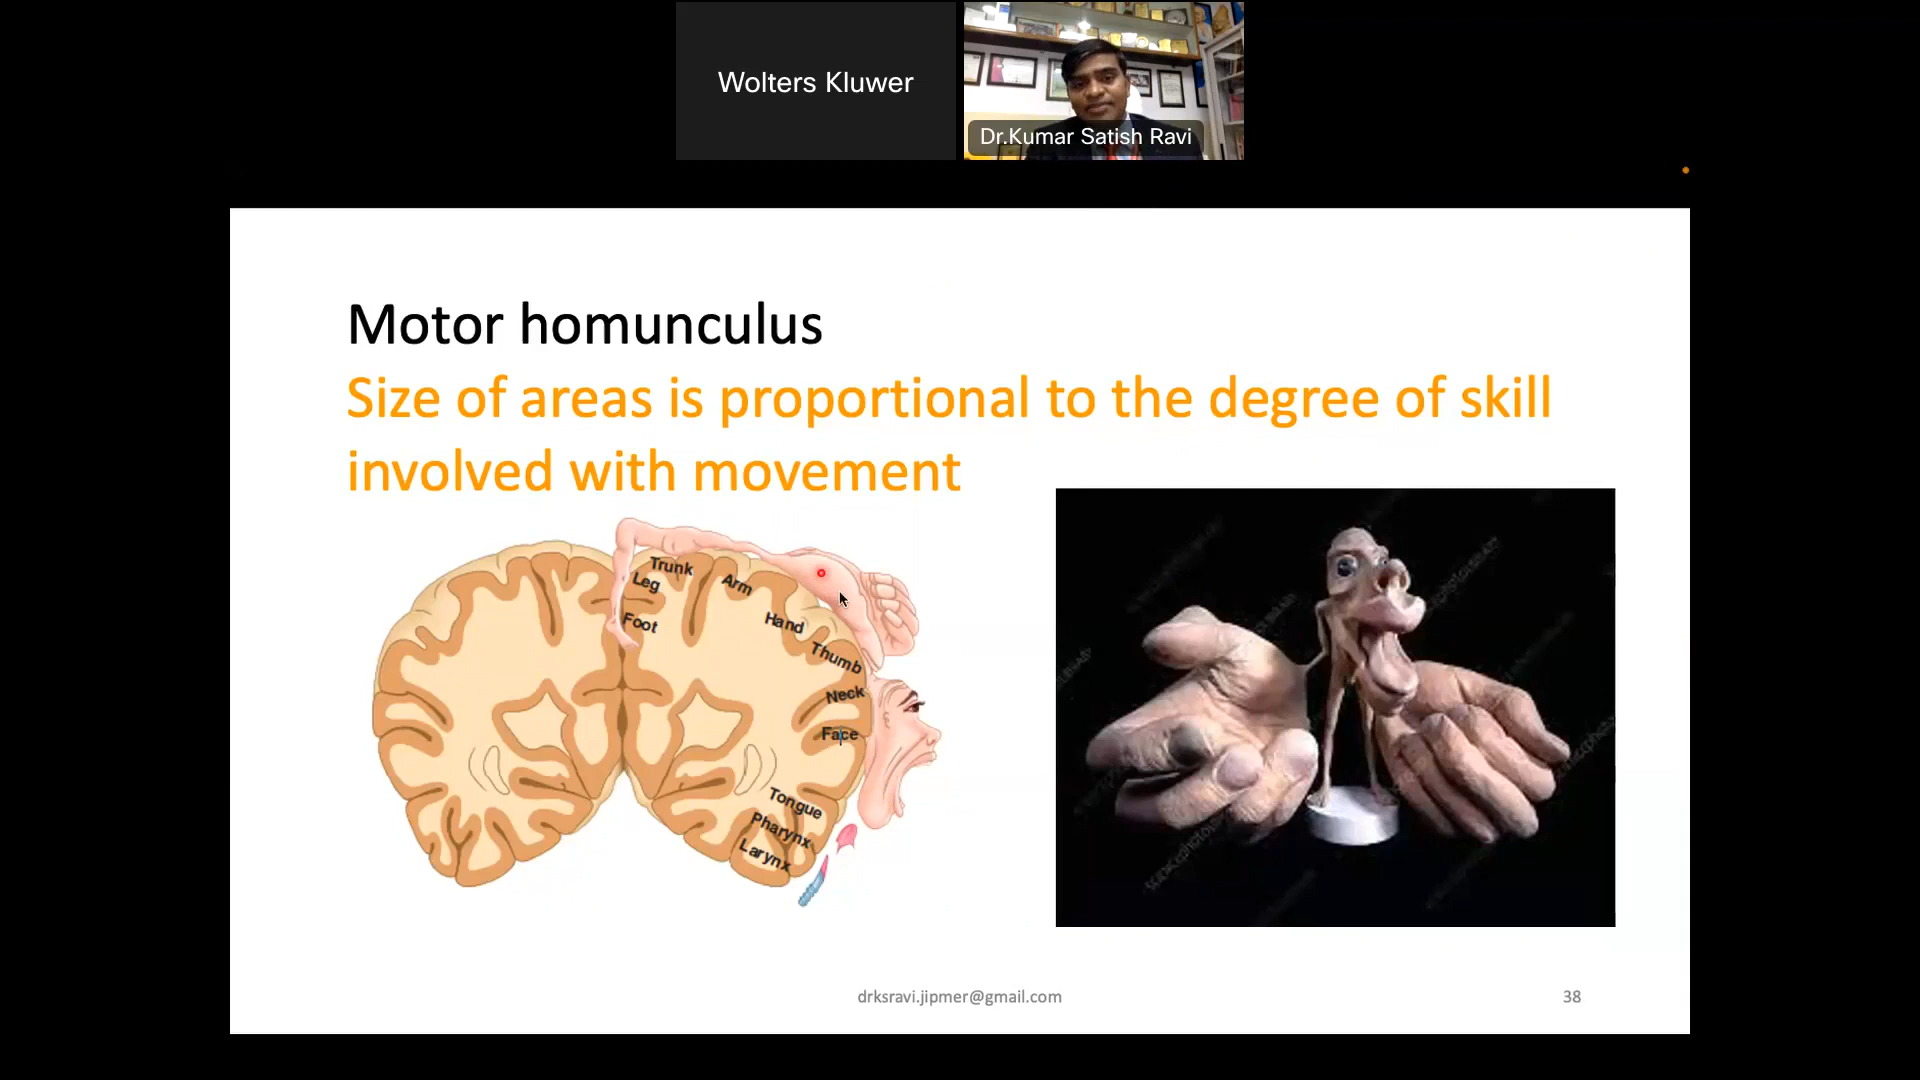 Wolters Kluwer
Dr.Kumar Satish Ravi
Motor homunculus
Size of areas is proportional to the degree of skill
involved with movement
Trunk
Leg
Arm
Foot
Hand
Thumb
Neck
Face
Tongue
Pharynx
Larynx
drksravi.jipmer@gmail.com
38